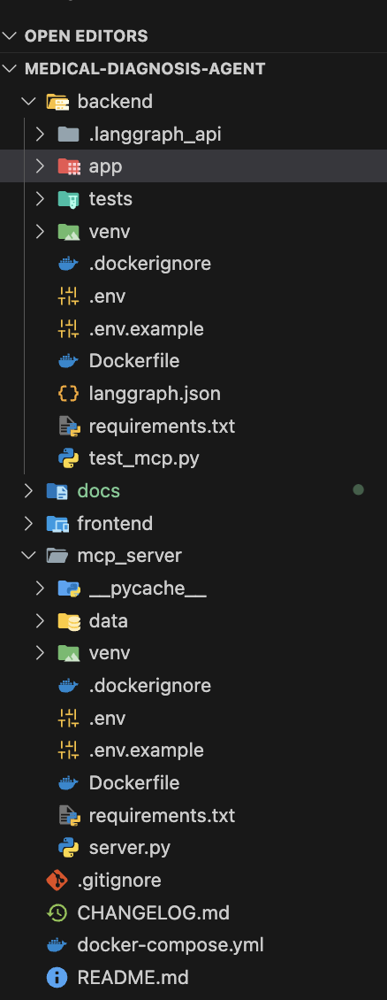 OPEN EDITORS
MEDICAL-DIAGNOSIS-AGENT
backend
.langgraph_api
app
tests
venv
.dockerignore
.env
.env.example
Dockerfile
langgraph.json
requirements.txt
test_mcp.py
docs
frontend
mcp_server
__pycache__
data
venv
.dockerignore
.env
.env.example
Dockerfile
requirements.txt
server.py
.gitignore
CHANGELOG.md
docker-compose.yml
README.md